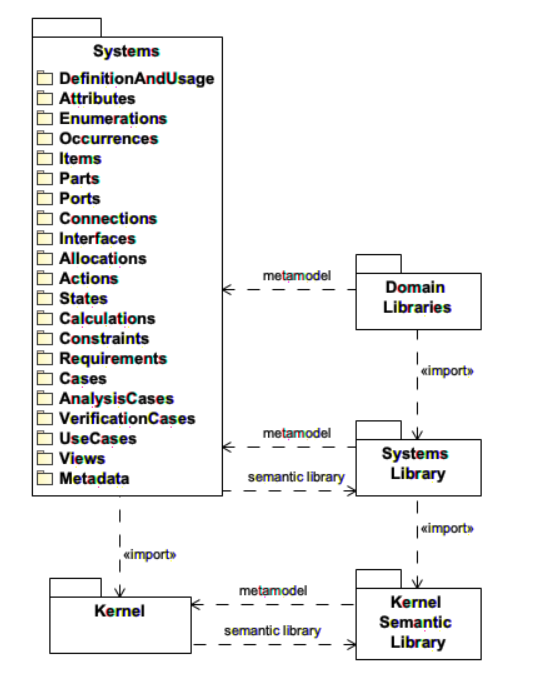 Systems
DefinitionAndUsage
Attributes
Enumerations
Occurrences
Items
Parts
Ports
Connections
Interfaces
Allocations
Actions
States
Calculations
Constraints
Requirements
Cases
AnalysisCases
VerificationCases
UseCases
Views
Metadata
metamodel
Domain
Libraries
«import»
metamodel
semantic library
Systems
Library
«import»
«import»
Kernel
metamodel
semantic library
Kernel
Semantic
Library